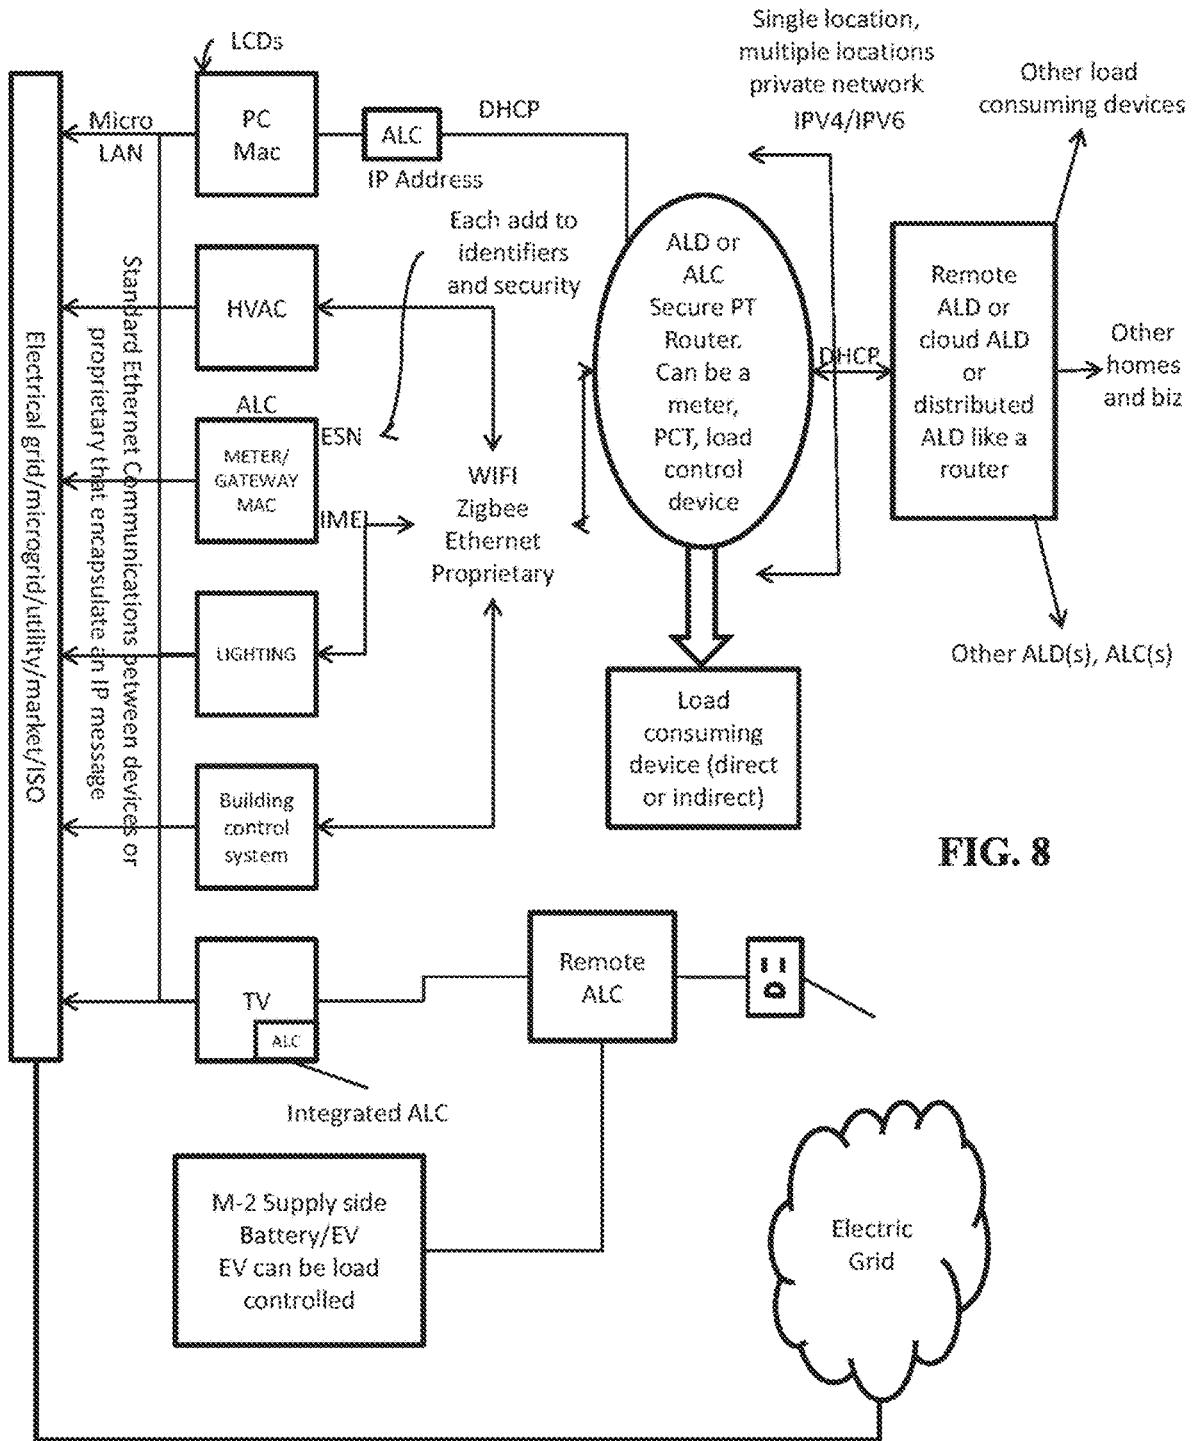 LCDs
Micro
LAN
PC
Mac
ALC
IP Address
DHCP
Single location,
multiple locations
private network
IPV4/IPV6
Other load
consuming devices
Each add to
identifiers
and security
HVAC
ALC
METER/
GATEWAY
MAC
ESN
IME
LIGHTING
Building
control
system
WIFI
Zigbee
Ethernet
Proprietary
ALD or
ALC
Secure PT
Router.
Can be a
meter,
PCT, load
control
device
DHCP
Remote
ALD or
cloud ALD
or
distributed
ALD like a
router
Other
homes
and biz
Other ALD(s), ALC(s)
Load
consuming
device (direct
or indirect)
Electrical grid/microgrid/utility/market/ISO
Standard Ethernet Communications between devices or
proprietary that encapsulate an IP message
FIG. 8
TV
ALC
Integrated ALC
Remote
ALC
M-2 Supply side
Battery/EV
EV can be load
controlled
Electric
Grid